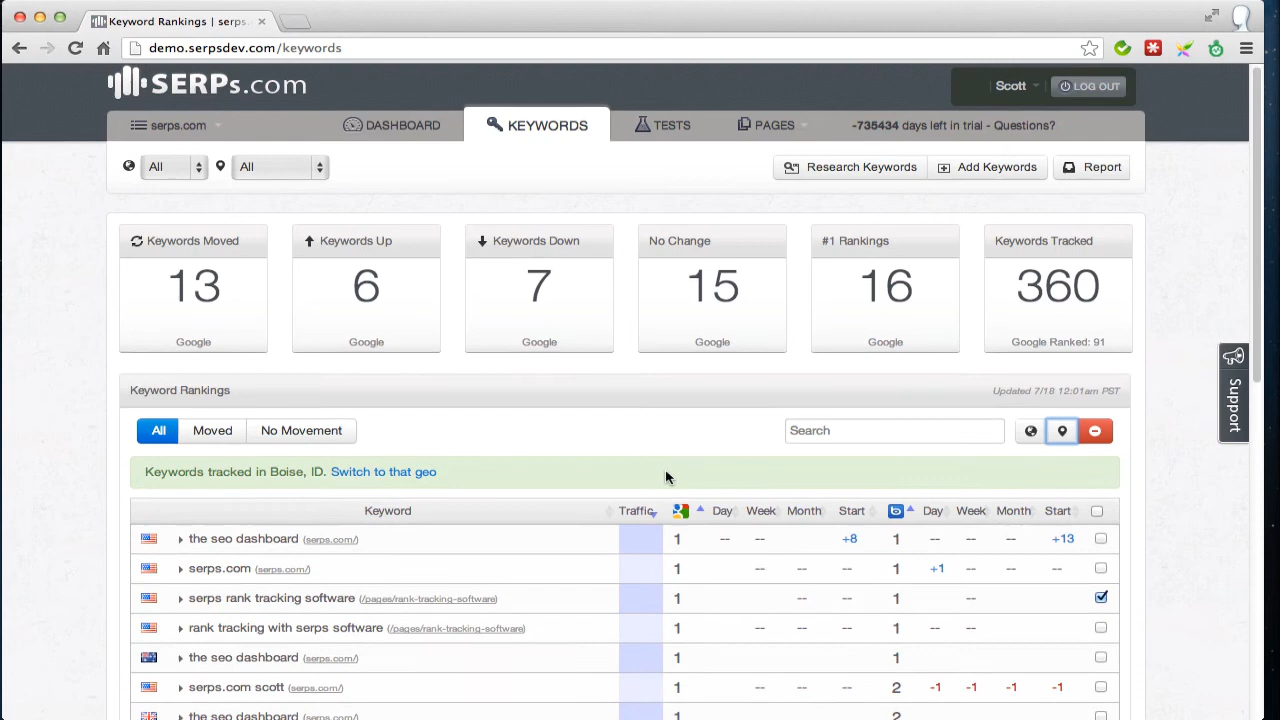 Keyword Rankings | serps.
demo.serpsdev.com/keywords
SERPs.com
Scott
LOG OUT
serps.com
DASHBOARD
KEYWORDS
TESTS
PAGES
-735434 days left in trial - Questions?
All
All
Research Keywords
Add Keywords
Report
Keywords Moved
13
Google
Keywords Up
6
Google
Keywords Down
7
Google
No Change
15
Google
#1 Rankings
16
Google
Keywords Tracked
360
Google Ranked: 91
Keyword Rankings
Updated 7/18 12:01am PST
All
Moved
No Movement
Search
Keywords tracked in Boise, ID. Switch to that geo
Support
Keyword Traffic Day Week Month Start Day Week Month Start
the seo dashboard (serps.com/) 1 -- -- +8 1 -- -- -- +13
serps.com (serps.com/) 1 -- -- -- 1 +1 -- -- --
serps rank tracking software (/pages/rank-tracking-software) 1 -- -- 1 --
rank tracking with serps software (/pages/rank-tracking-software) 1 -- -- -- 1 -- --
the seo dashboard (serps.com/) 1 1
serps.com scott (serps.com/) 1 -- -- -- 2 -1 -1 -1 -1
the seo dashboard (serps.com/) 1 2